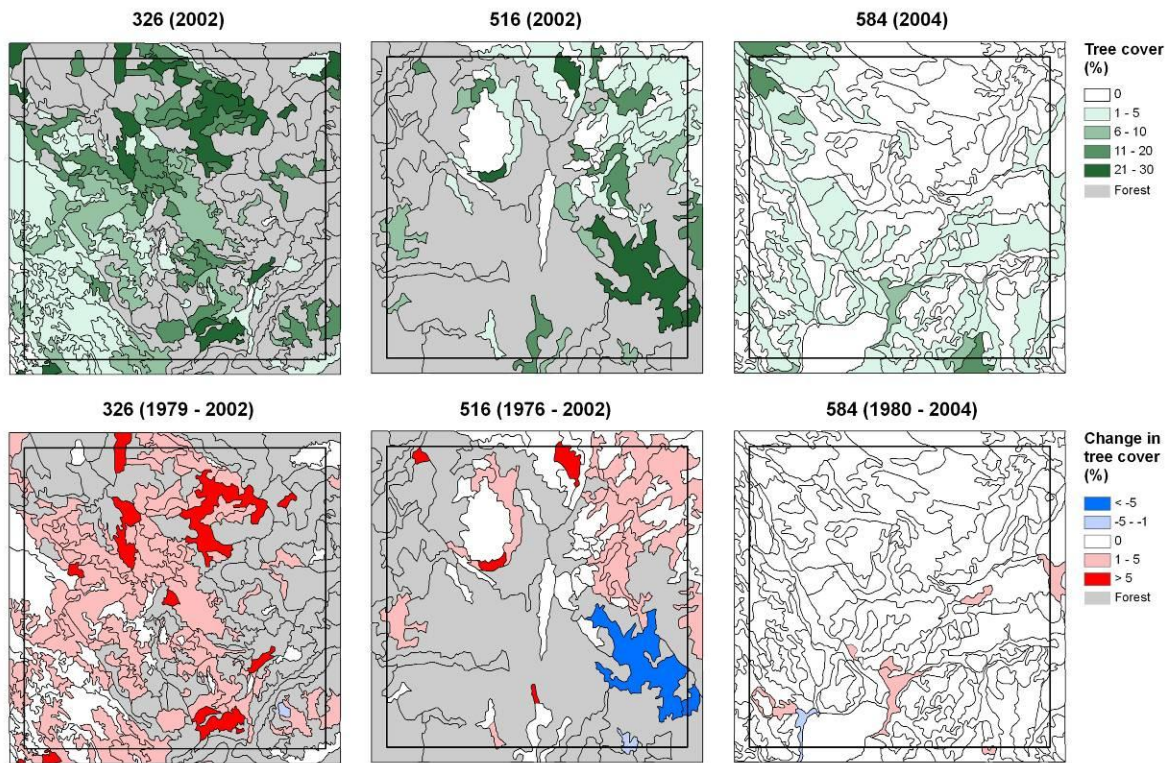 326 (2002)
516 (2002)
584 (2004)
Tree cover
(%)
0
1 - 5
6 - 10
11 - 20
21 - 30
Forest
326 (1979 - 2002)
516 (1976 - 2002)
584 (1980 - 2004)
Change in
tree cover
(%)
< -5
-5 - -1
0
1 - 5
> 5
Forest